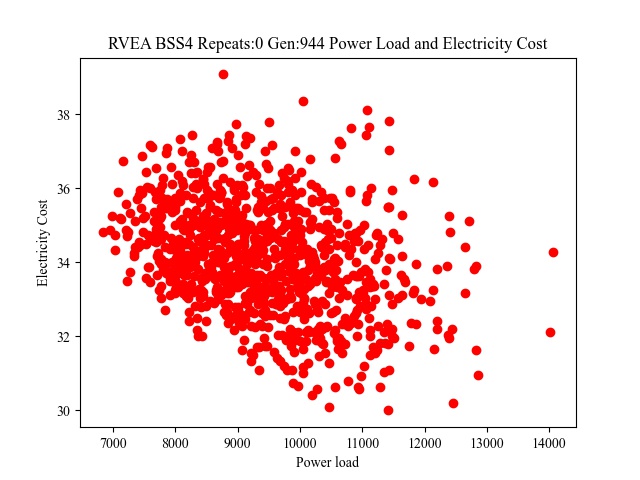 RVEA BSS4 Repeats:0 Gen:944 Power Load and Electricity Cost
Electricity Cost
38
36
34
32
30
7000 8000 9000 10000 11000 12000 13000 14000
Power load